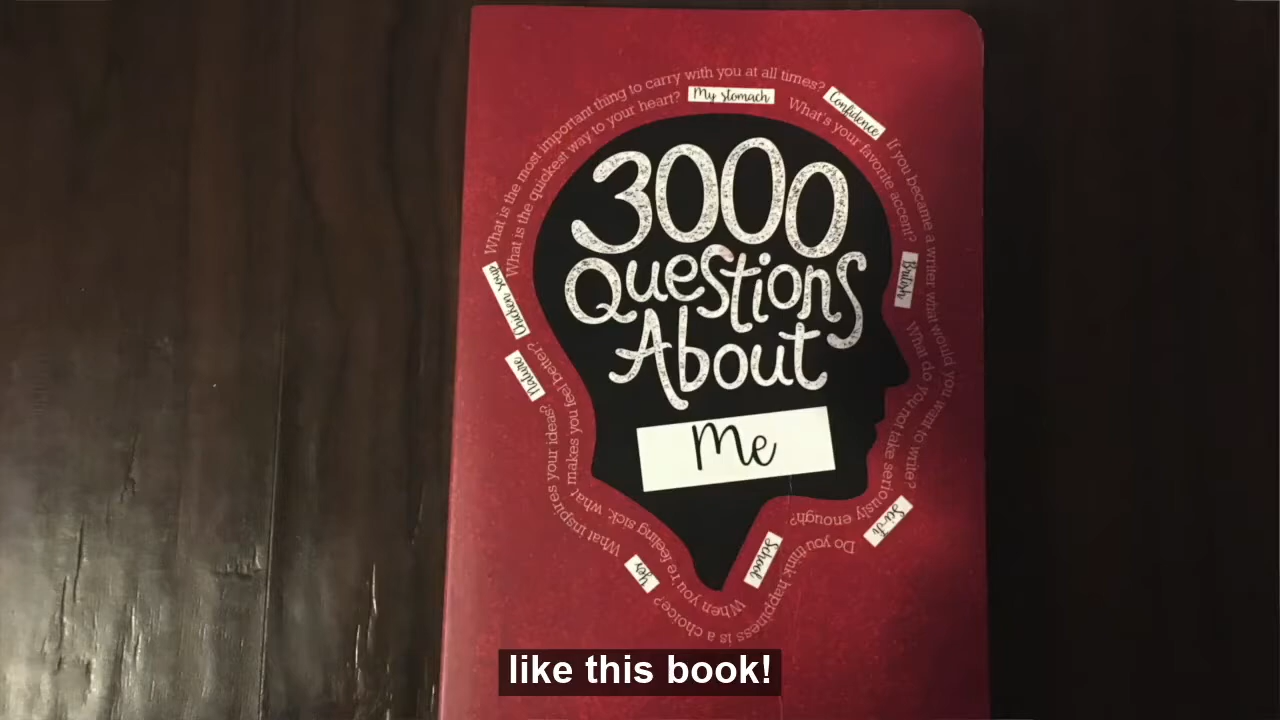 What is the most important thing to carry with you at all times?
Confidence
If you became a writer what would you want to write?
Sci-fi
Do you think happiness is a choice?
Yes
What inspires your ideas?
Nature
What is the quickest way to your heart?
My stomach
What's your favorite accent?
British
What do you not take seriously enough?
School
When you're feeling sick, what makes you feel better?
Chicken soup
3000
Questions
About
Me
like this book!